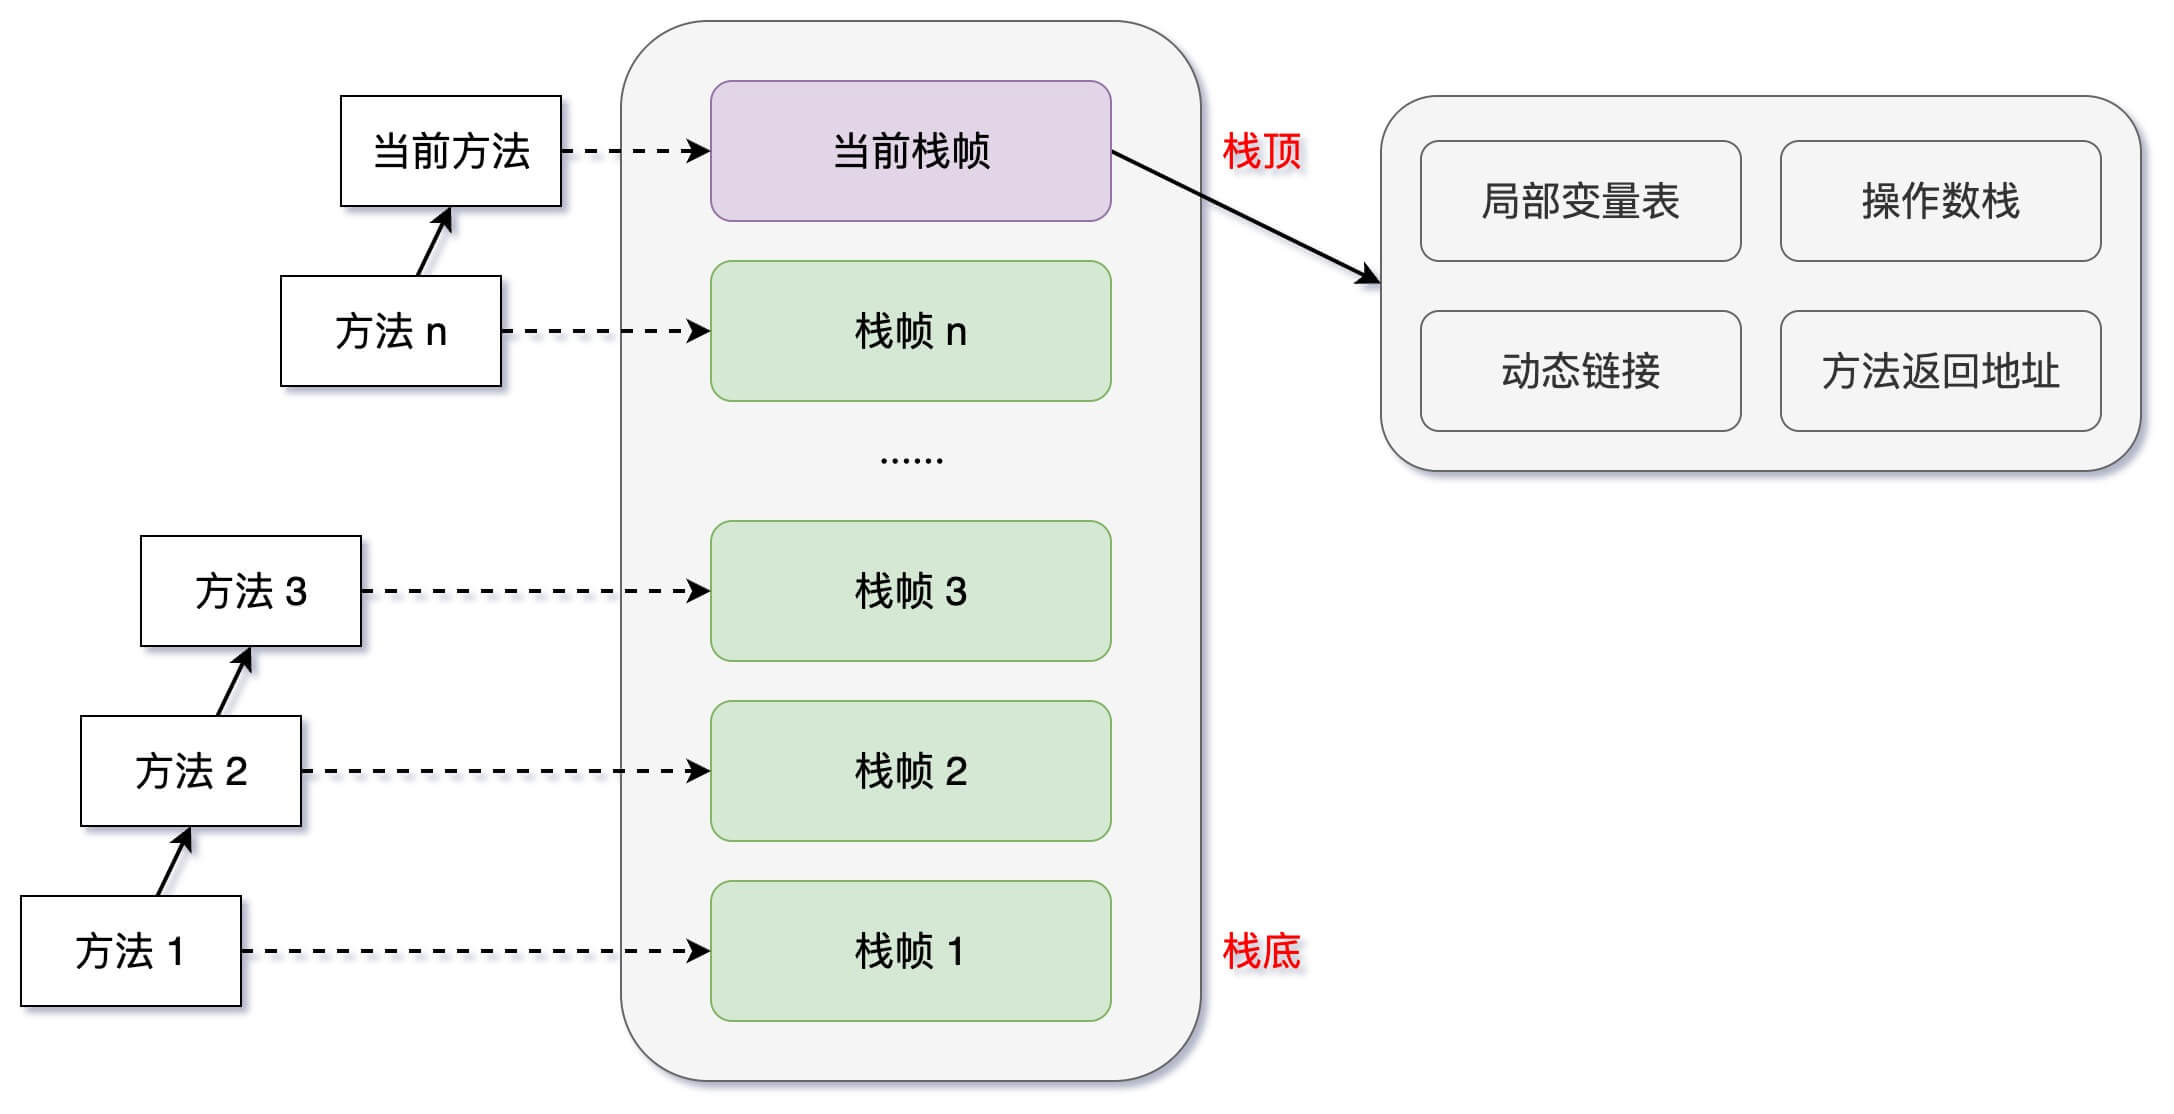 当前方法
当前栈帧
栈顶
局部变量表
操作数栈
方法 n
栈帧 n
动态链接
方法返回地址
......
方法 3
栈帧 3
方法 2
栈帧 2
方法 1
栈帧 1
栈底